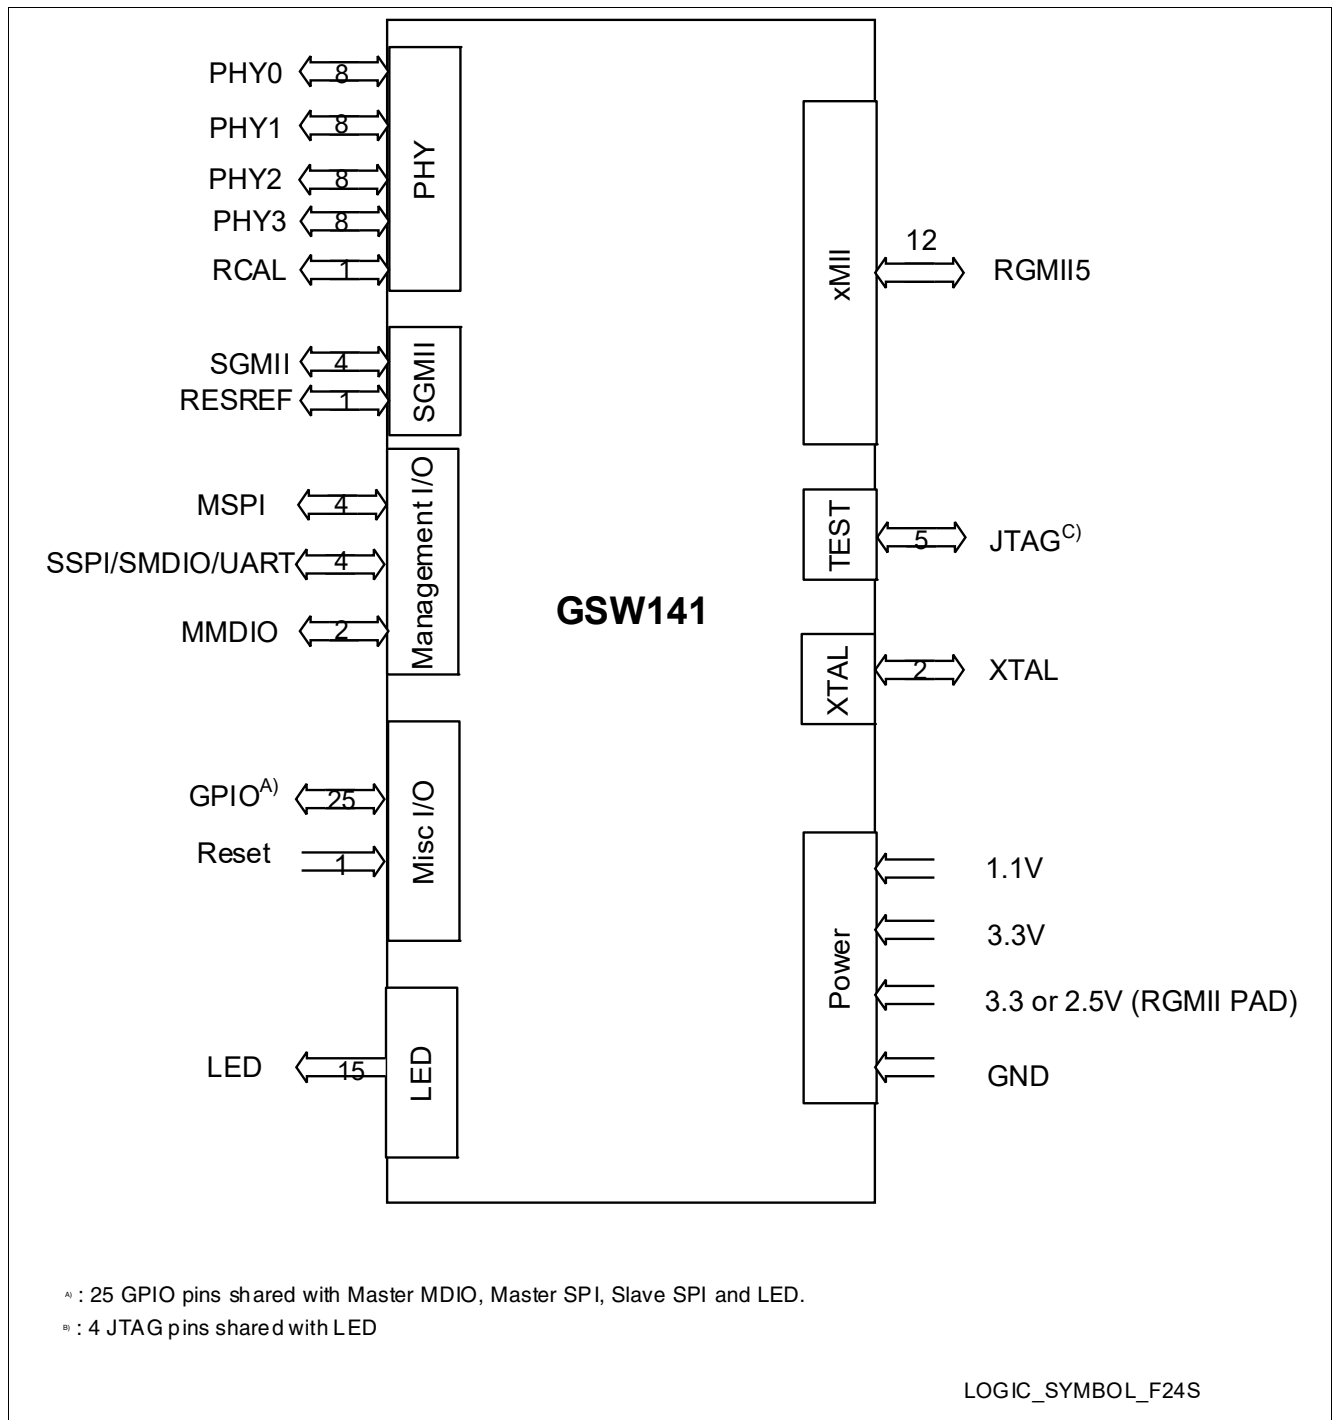 PHY0 8
PHY1 8
PHY2 8
PHY3 8
RCAL 1
PHY
SGMII 4
RESREF 1
SGMII
MSPI 4
SSPI/SMDIO/UART 4
MMDIO 2
Management I/O
GPIO A) 25
Reset 1
Misc I/O
LED 15
LED
GSW141
xMII
12
RGMII5
TEST
5 JTAG C)
XTAL
2 XTAL
Power
1.1V
3.3V
3.3 or 2.5V (RGMII PAD)
GND
A) : 25 GPIO pins shared with Master MDIO, Master SPI, Slave SPI and LED.
B) : 4 JTAG pins shared with LED
LOGIC_SYMBOL_F24S